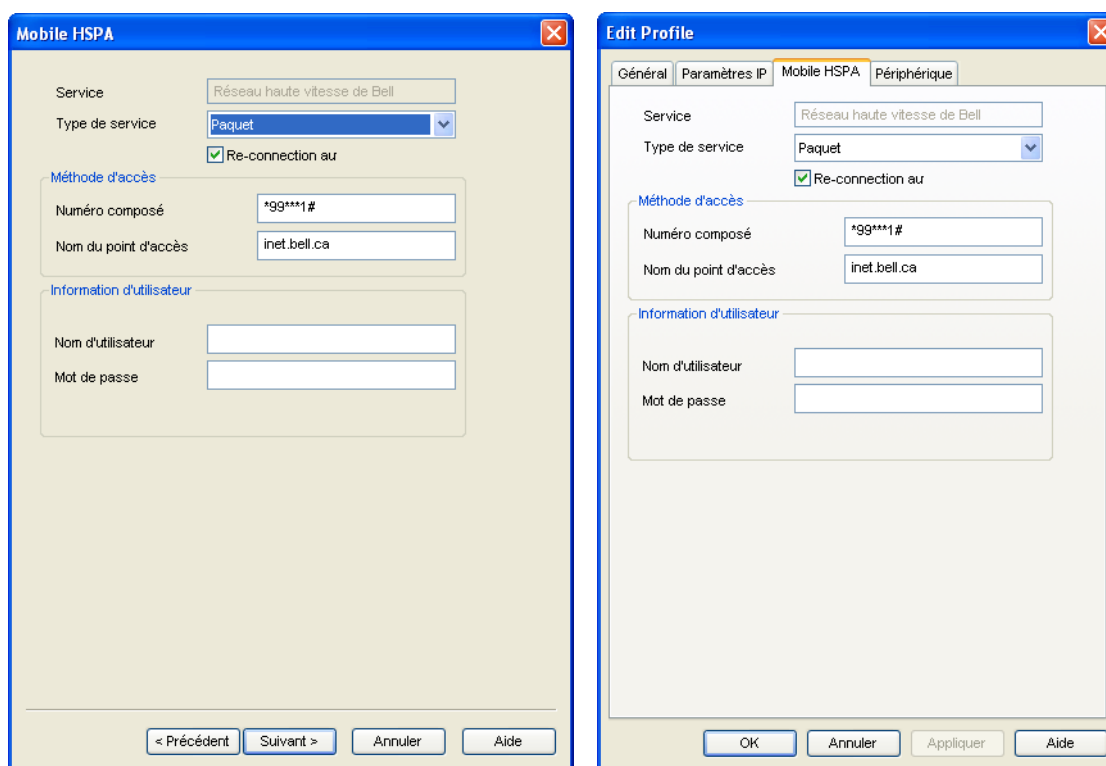 Mobile HSPA
Service
Réseau haute vitesse de Bell
Type de service
Paquet
Re-connection au
Méthode d'accès
Numéro composé
*99***1#
Nom du point d'accès
inet.bell.ca
Information d'utilisateur
Nom d'utilisateur
Mot de passe
< Précédent
Suivant >
Annuler
Aide
Edit Profile
Général
Paramètres IP
Mobile HSPA
Périphérique
Service
Réseau haute vitesse de Bell
Type de service
Paquet
Re-connection au
Méthode d'accès
Numéro composé
*99***1#
Nom du point d'accès
inet.bell.ca
Information d'utilisateur
Nom d'utilisateur
Mot de passe
OK
Annuler
Appliquer
Aide